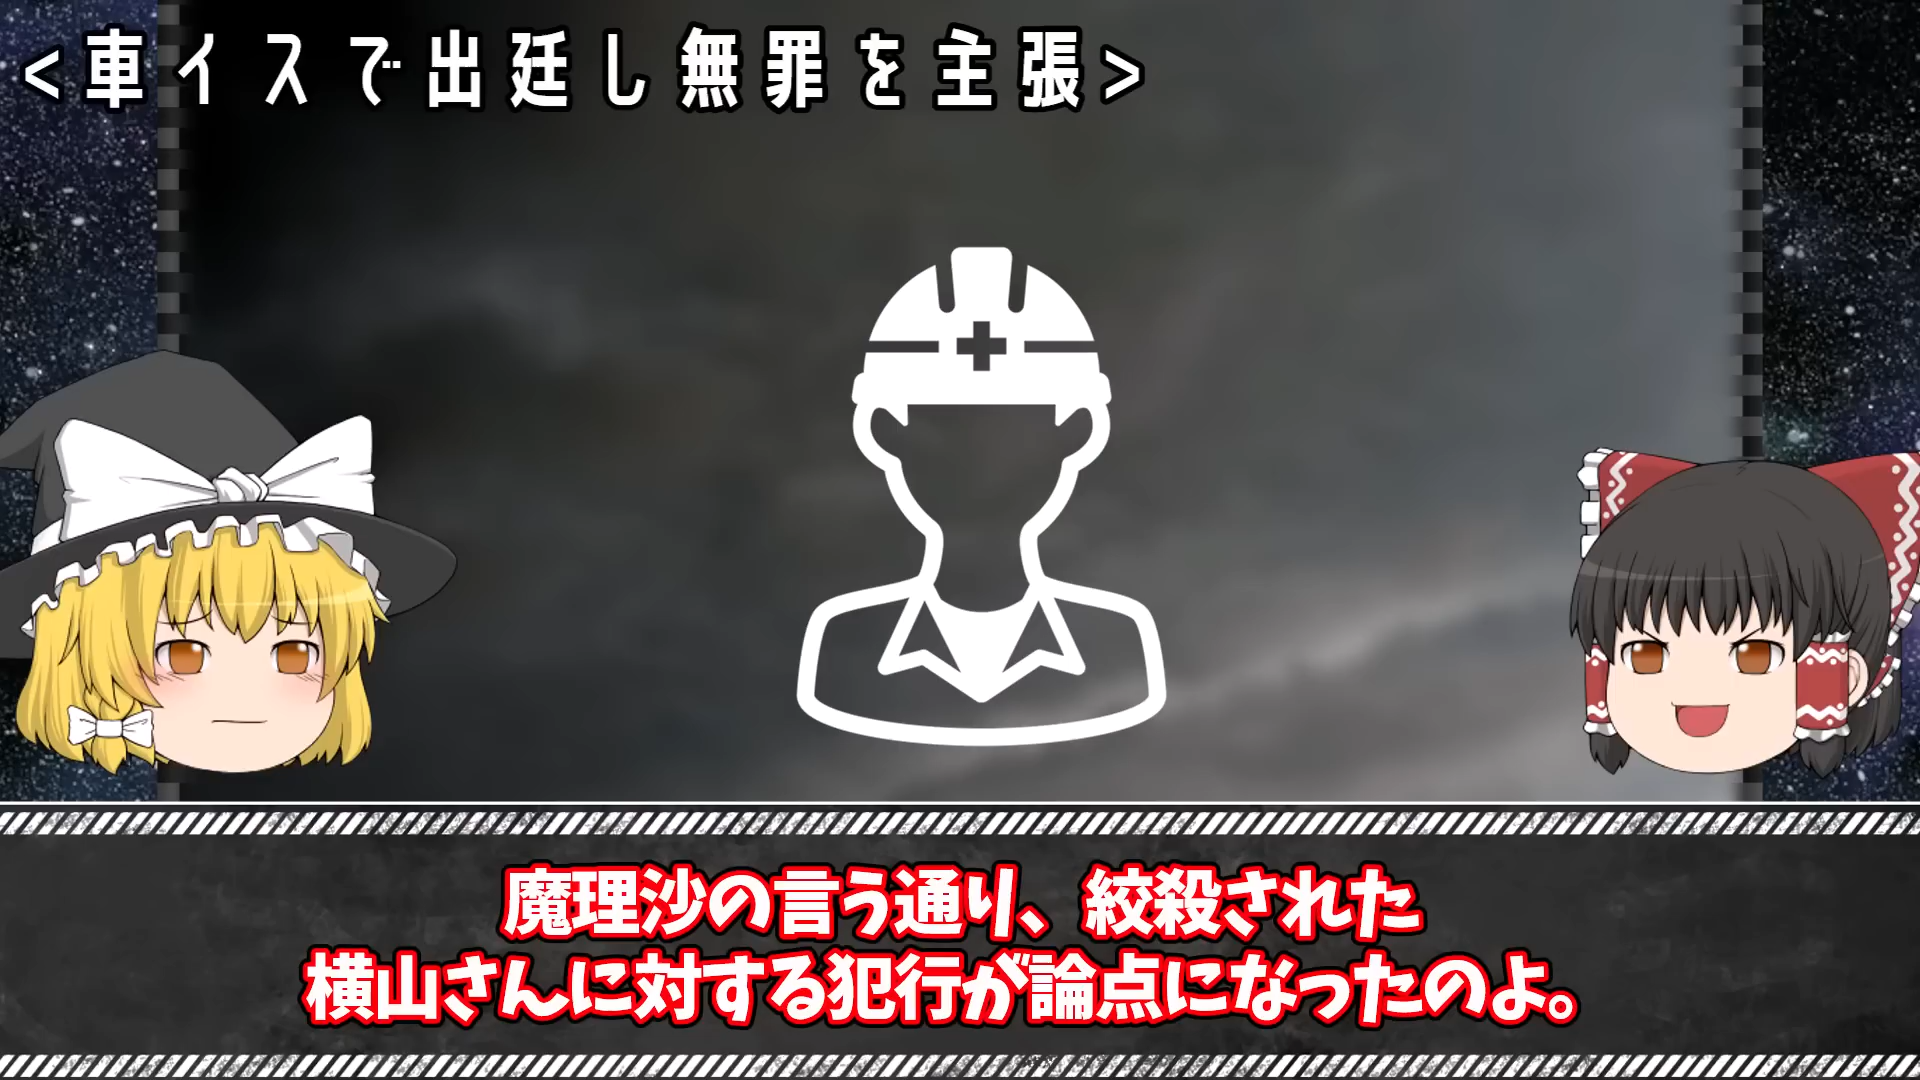 <車イスで出廷し無罪を主張>
魔理沙の言う通り、絞殺された
横山さんに対する犯行が論点になったのよ。